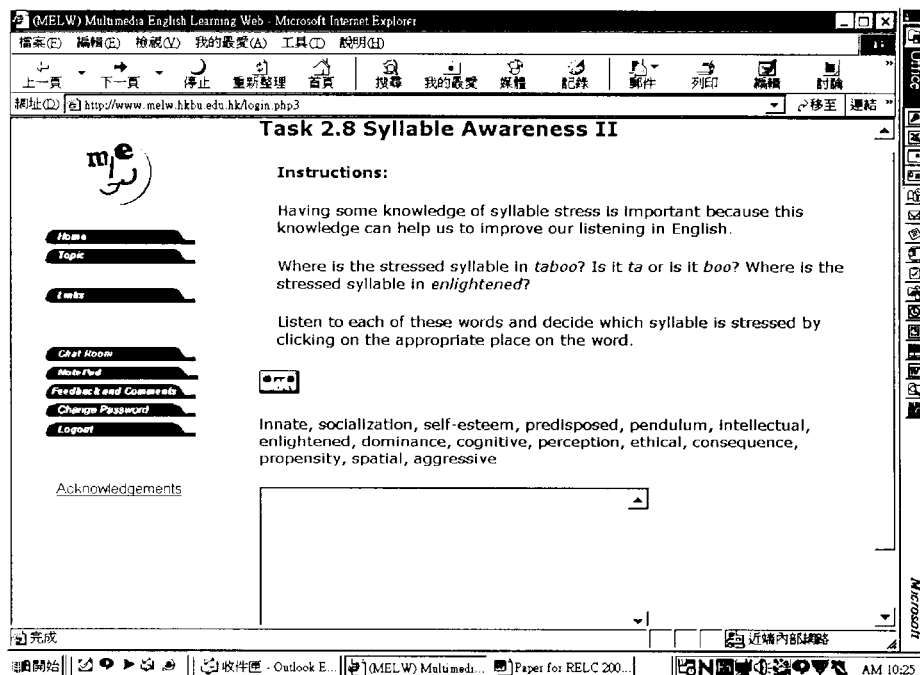 (MELW) Multimedia English Learning Web - Microsoft Internet Explorer
檔案(F) 編輯(E) 檢視(V) 我的最愛(A) 工具(T) 說明(H)
上一頁 下一頁 停止 重新整理 首頁 搜尋 我的最愛 媒體 記錄 郵件 列印 編輯 討論 »
網址(D) http://www.melw.hkbu.edu.hk/login.php3 移至 連結 »
Office
me
Task 2.8 Syllable Awareness II
Instructions:
Having some knowledge of syllable stress is important because this
knowledge can help us to improve our listening in English.
Home
Topic
Where is the stressed syllable in taboo? Is it ta or is it boo? Where is the
stressed syllable in enlightened?
Links
Listen to each of these words and decide which syllable is stressed by
clicking on the appropriate place on the word.
Chat Room
NotePad
Feedback and Comments
Change Password
Logout
Innate, socialization, self-esteem, predisposed, pendulum, intellectual,
enlightened, dominance, cognitive, perception, ethical, consequence,
propensity, spatial, aggressive
Acknowledgements
Microsoft
完成 近端內部網路
開始 收件匣 - Outlook E... (MELW) Multimedi... Paper for RELC 200... AM 10:25